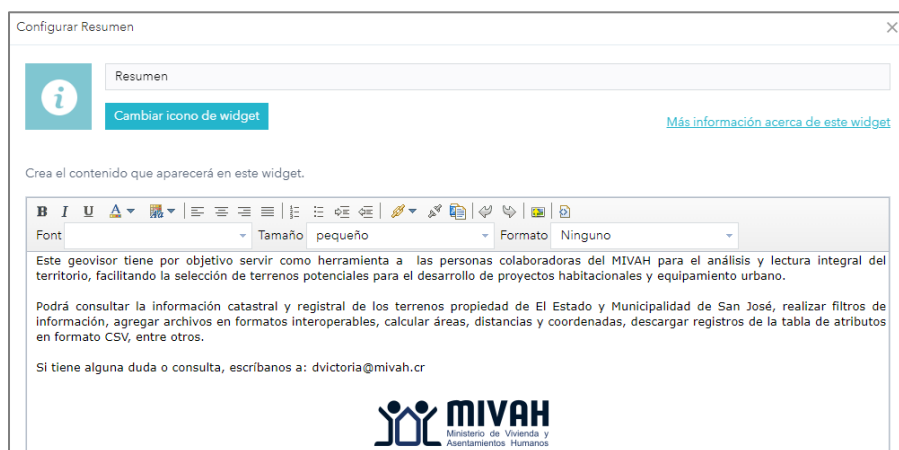 Configurar Resumen
Resumen
Cambiar icono de widget
Más información acerca de este widget
Crea el contenido que aparecerá en este widget.
B I U A
Font Tamaño pequeño Formato Ninguno
Este geovisor tiene por objetivo servir como herramienta a las personas colaboradoras del MIVAH para el análisis y lectura integral del
territorio, facilitando la selección de terrenos potenciales para el desarrollo de proyectos habitacionales y equipamiento urbano.
Podrá consultar la información catastral y registral de los terrenos propiedad de El Estado y Municipalidad de San José, realizar filtros de
información, agregar archivos en formatos interoperables, calcular áreas, distancias y coordenadas, descargar registros de la tabla de atributos
en formato CSV, entre otros.
Si tiene alguna duda o consulta, escríbanos a: dvictoria@mivah.cr
MIVAH
Ministerio de Vivienda y
Asentamientos Humanos